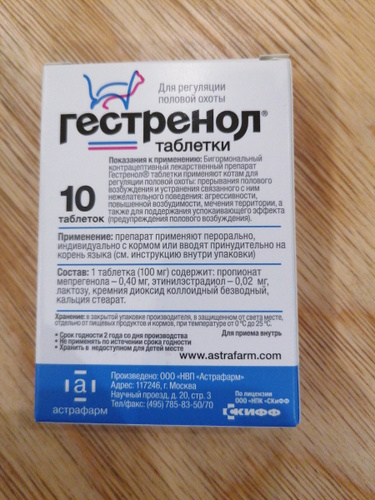 Для регуляции
половой охоты
гестренол®
таблетки
10
таблеток
Показания к применению: Бигормональный
контрацептивный лекарственный препарат
Гестренол® таблетки применяют котам для
регуляции половой охоты: прерывания полового
возбуждения и устранения связанного с ним
нежелательного поведения: агрессивности,
повышенной возбудимости, мечения территории, а
также для поддержания успокаивающего эффекта
(предупреждения полового возбуждения).
Применение: препарат применяют перорально,
индивидуально с кормом или вводят принудительно на
корень языка (см. инструкцию внутри упаковки)
Состав: 1 таблетка (100 мг) содержит: пропионат
мепрегенола – 0,40 мг, этинилэстрадиол – 0,02 мг,
лактозу, кремния диоксид коллоидный безводный,
кальция стеарат.
Хранение: в закрытой упаковке производителя, в защищенном от света месте,
отдельно от пищевых продуктов и кормов, при температуре от 0 °С до 25 °С.
• Срок годности 2 года со дня производства
Для приема внутрь
• Не применять по истечении срока годности
• Хранить в недоступном для детей месте
www.astrafarm.com
[а]
астрафарм
Произведено: ООО «НВП «Астрафарм»
Адрес: 117246, г. Москва
Научный проезд, д. 20, стр. 3
Тел/факс: (495) 785-83-50/70
По лицензии
ООО «НПК «СКиФФ»
СКИФФ